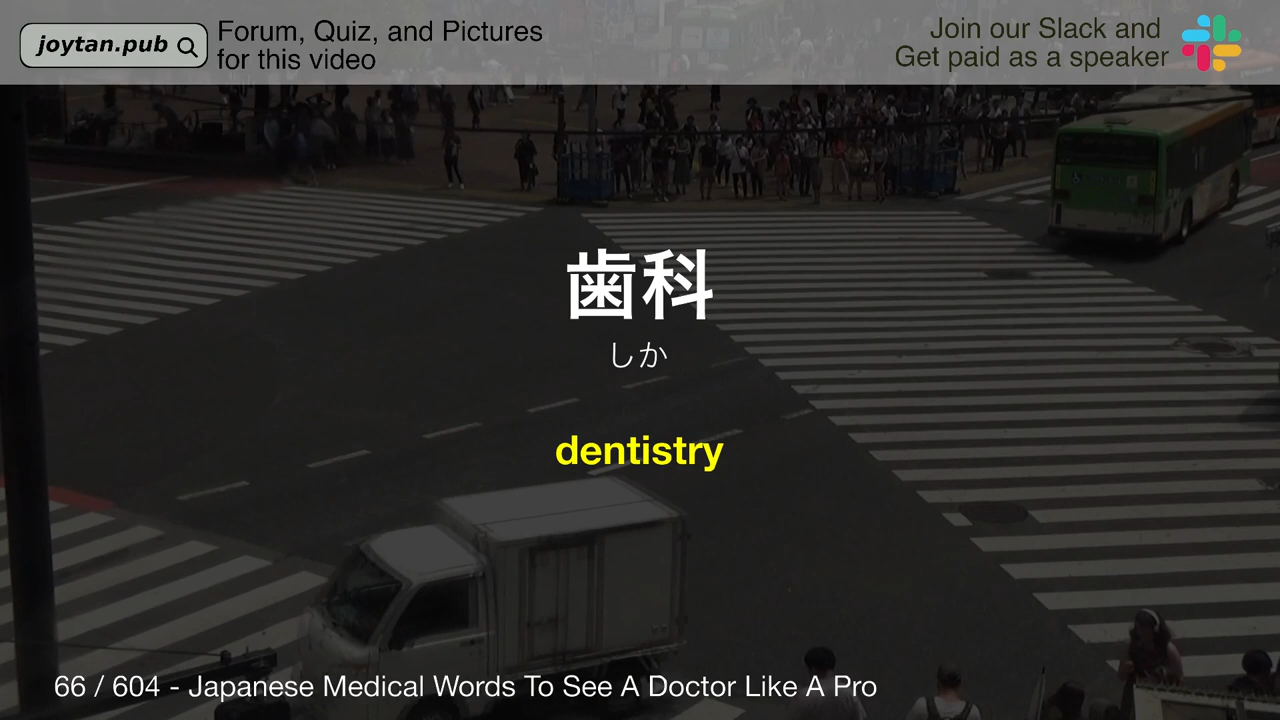 joytan.pub
Forum, Quiz, and Pictures
for this video
Join our Slack and
Get paid as a speaker
歯科
しか
dentistry
66 / 604 - Japanese Medical Words To See A Doctor Like A Pro